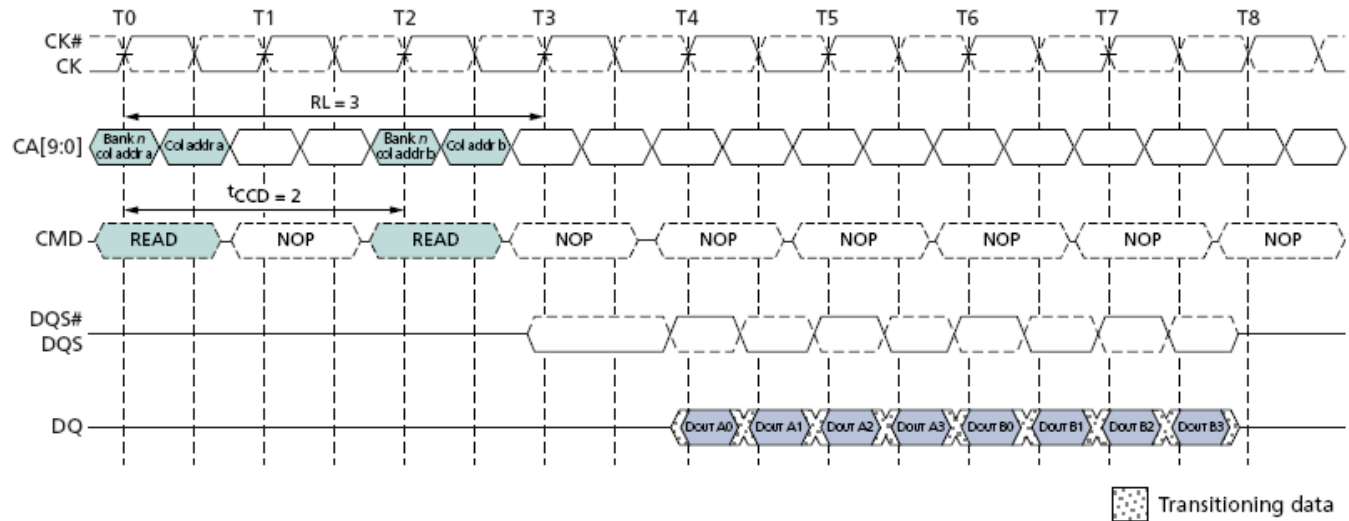 T0 T1 T2 T3 T4 T5 T6 T7 T8
CK#
CK
RL = 3
CA[9:0] Bank n col addr a Col addr a Bank n col addr b Col addr b
tCCD = 2
CMD READ NOP READ NOP NOP NOP NOP NOP NOP
DQS#
DQS
DQ DOUT A0 DOUT A1 DOUT A2 DOUT A3 DOUT B0 DOUT B1 DOUT B2 DOUT B3
Transitioning data